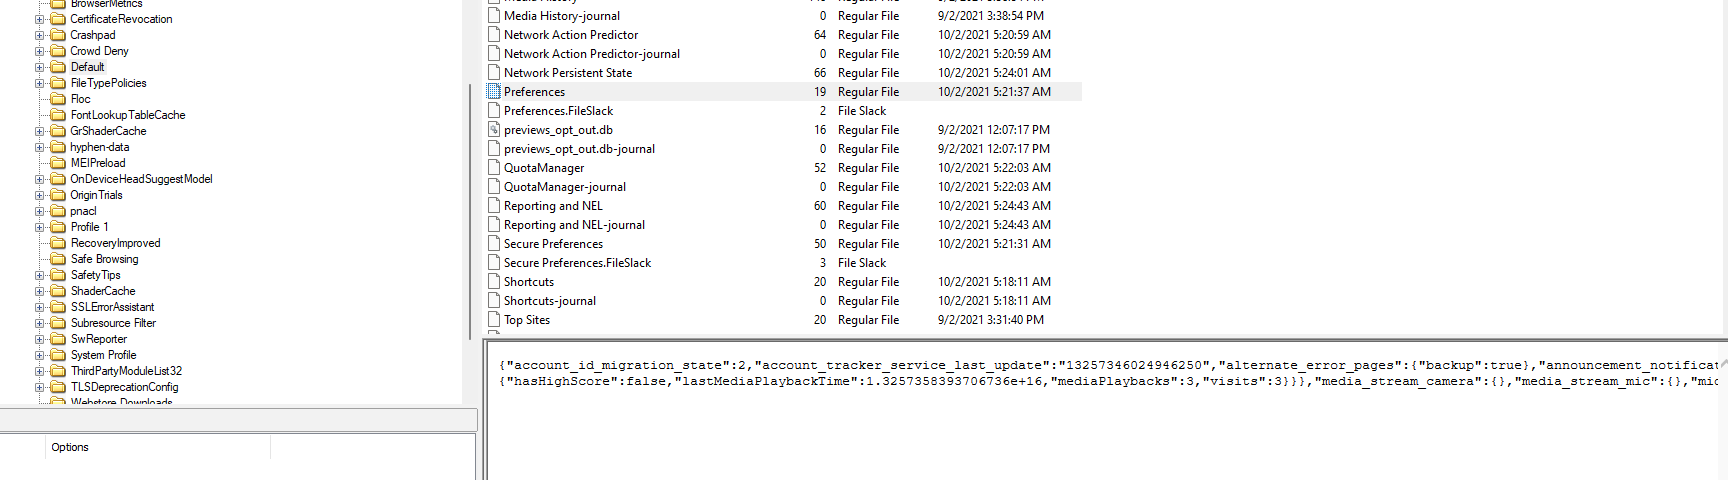 BrowserMetrics
CertificateRevocation
Crashpad
Crowd Deny
Default
FileTypePolicies
Floc
FontLookupTableCache
GrShaderCache
hyphen-data
MEIPreload
OnDeviceHeadSuggestModel
OriginTrials
pnacl
Profile 1
RecoveryImproved
Safe Browsing
SafetyTips
ShaderCache
SSLErrorAssistant
Subresource Filter
SwReporter
System Profile
ThirdPartyModuleList32
TLSDeprecationConfig
Webstore Downloads
Options
Media History-journal 0 Regular File 9/2/2021 3:38:54 PM
Network Action Predictor 64 Regular File 10/2/2021 5:20:59 AM
Network Action Predictor-journal 0 Regular File 10/2/2021 5:20:59 AM
Network Persistent State 66 Regular File 10/2/2021 5:24:01 AM
Preferences 19 Regular File 10/2/2021 5:21:37 AM
Preferences.FileSlack 2 File Slack
previews_opt_out.db 16 Regular File 9/2/2021 12:07:17 PM
previews_opt_out.db-journal 0 Regular File 9/2/2021 12:07:17 PM
QuotaManager 52 Regular File 10/2/2021 5:22:03 AM
QuotaManager-journal 0 Regular File 10/2/2021 5:22:03 AM
Reporting and NEL 60 Regular File 10/2/2021 5:24:43 AM
Reporting and NEL-journal 0 Regular File 10/2/2021 5:24:43 AM
Secure Preferences 50 Regular File 10/2/2021 5:21:31 AM
Secure Preferences.FileSlack 3 File Slack
Shortcuts 20 Regular File 10/2/2021 5:18:11 AM
Shortcuts-journal 0 Regular File 10/2/2021 5:18:11 AM
Top Sites 20 Regular File 9/2/2021 3:31:40 PM
{"account_id_migration_state":2,"account_tracker_service_last_update":"13257346024946250","alternate_error_pages":{"backup":true},"announcement_notificat
{"hasHighScore":false,"lastMediaPlaybackTime":1.3257358393706736e+16,"mediaPlaybacks":3,"visits":3}}},"media_stream_camera":{},"media_stream_mic":{},"mid